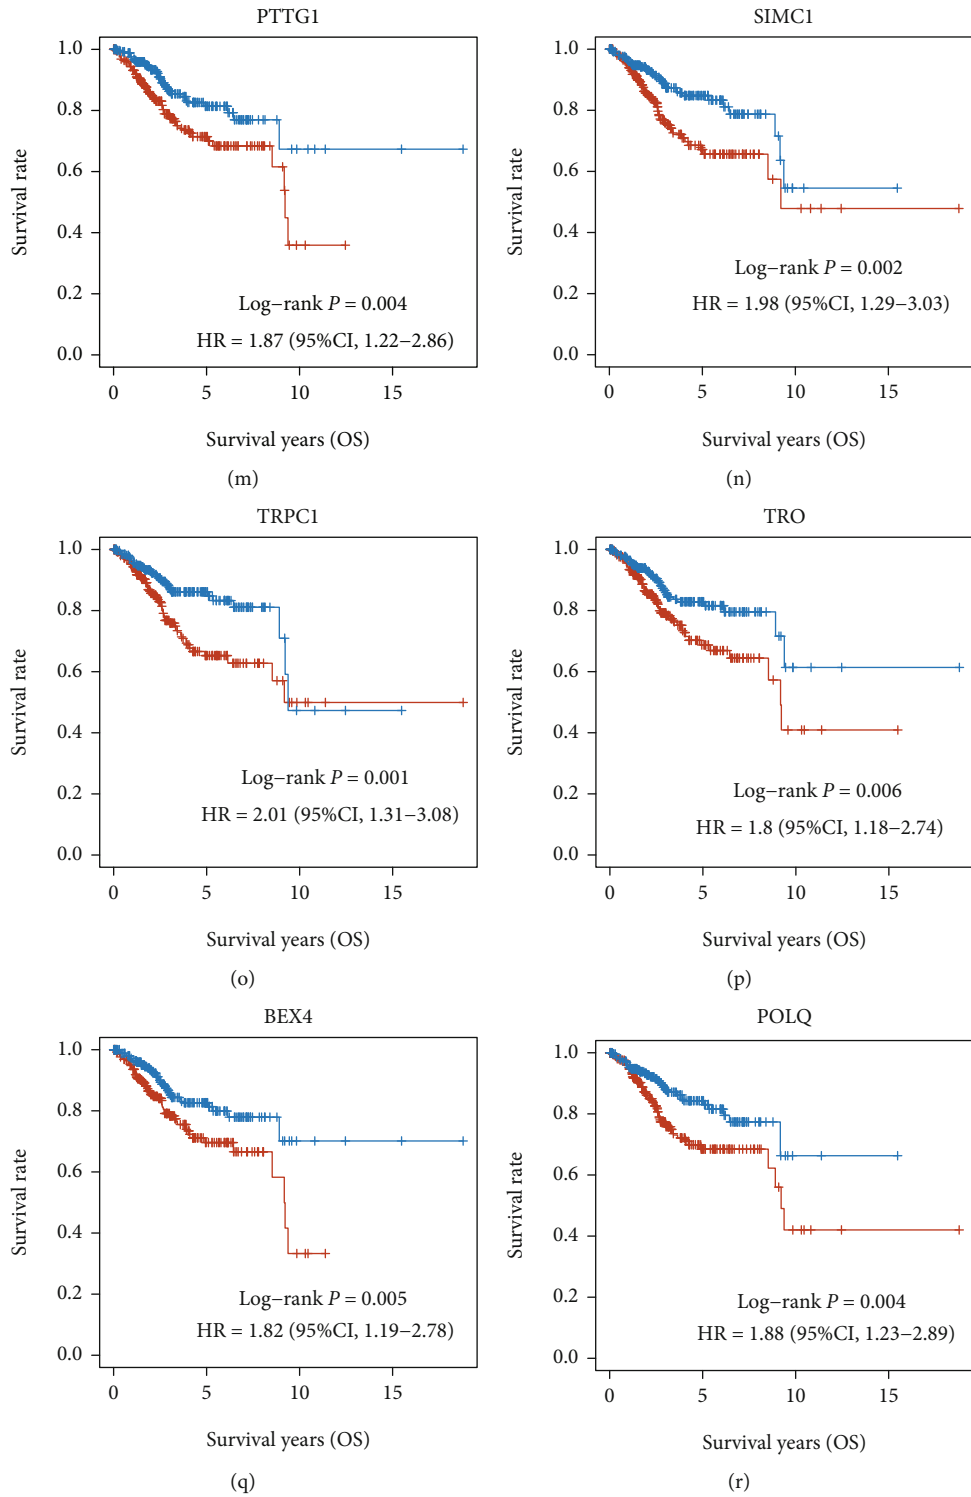 PTTG1
1.0
0.8
0.6
0.4
0.2
0.0
Survival rate
Log−rank P = 0.004
HR = 1.87 (95%CI, 1.22−2.86)
0 5 10 15
Survival years (OS)
(m)
SIMC1
1.0
0.8
0.6
0.4
0.2
0.0
Survival rate
Log−rank P = 0.002
HR = 1.98 (95%CI, 1.29−3.03)
0 5 10 15
Survival years (OS)
(n)
TRPC1
1.0
0.8
0.6
0.4
0.2
0.0
Survival rate
Log−rank P = 0.001
HR = 2.01 (95%CI, 1.31−3.08)
0 5 10 15
Survival years (OS)
(o)
TRO
1.0
0.8
0.6
0.4
0.2
0.0
Survival rate
Log−rank P = 0.006
HR = 1.8 (95%CI, 1.18−2.74)
0 5 10 15
Survival years (OS)
(p)
BEX4
1.0
0.8
0.6
0.4
0.2
0.0
Survival rate
Log−rank P = 0.005
HR = 1.82 (95%CI, 1.19−2.78)
0 5 10 15
Survival years (OS)
(q)
POLQ
1.0
0.8
0.6
0.4
0.2
0.0
Survival rate
Log−rank P = 0.004
HR = 1.88 (95%CI, 1.23−2.89)
0 5 10 15
Survival years (OS)
(r)